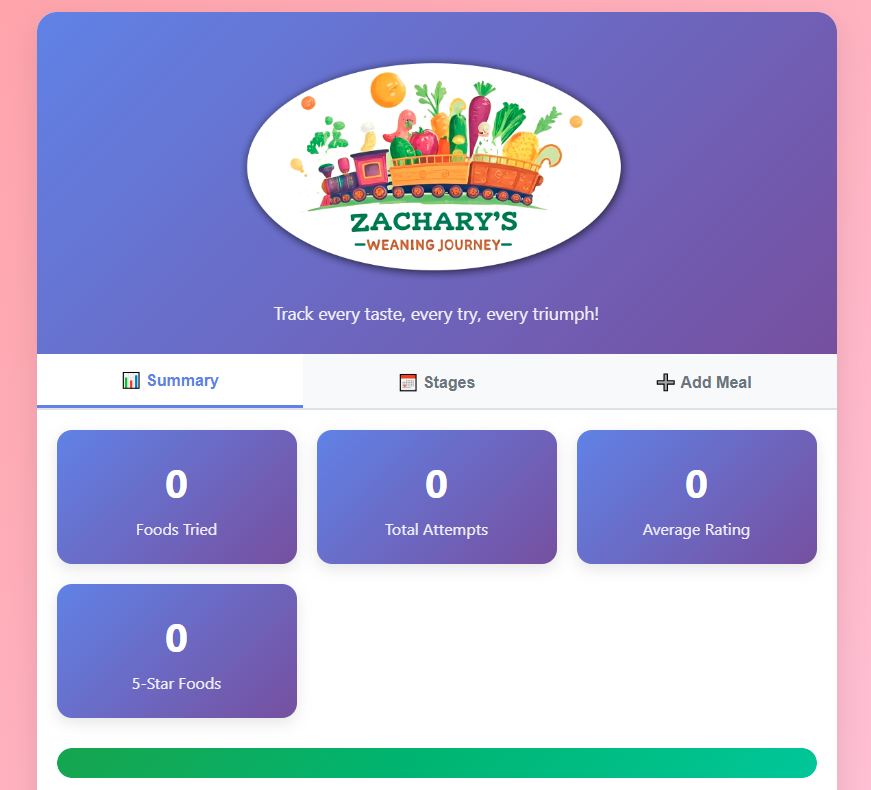 ZACHARY'S
WEANING JOURNEY
Track every taste, every try, every triumph!
Summary
Stages
Add Meal
0
Foods Tried
0
Total Attempts
0
Average Rating
0
5-Star Foods